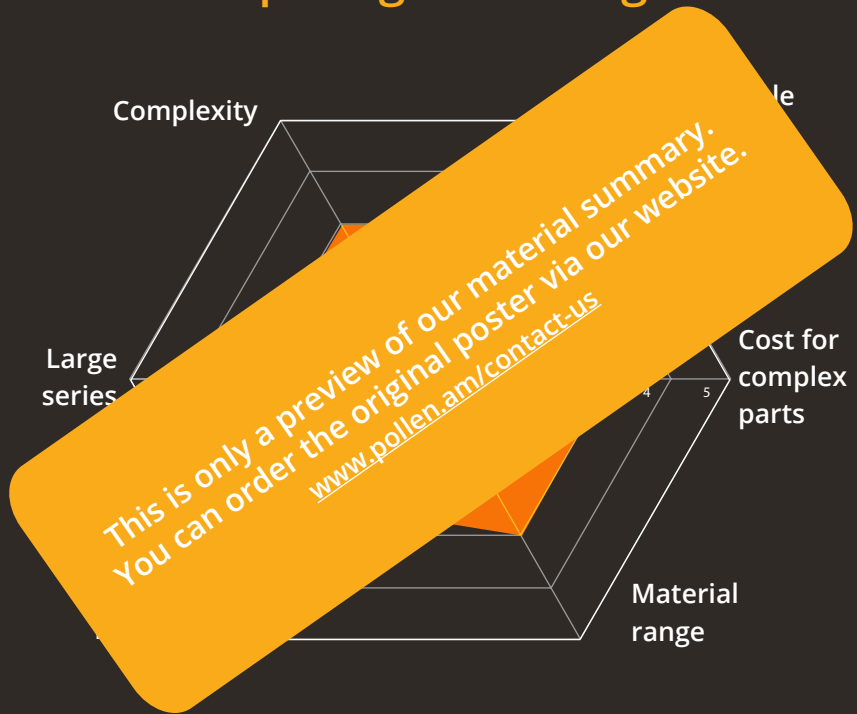 Complexity
This is only a preview of our material summary.
You can order the original poster via our website.
www.pollen.am/contact-us
Large
series
Cost for
complex
parts
4
5
Material
range